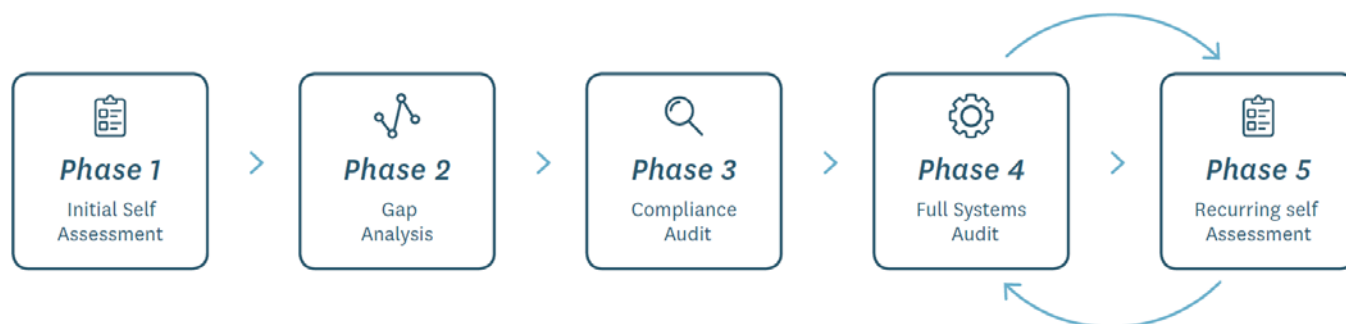 Phase 1
Initial Self
Assessment
Phase 2
Gap
Analysis
Phase 3
Compliance
Audit
Phase 4
Full Systems
Audit
Phase 5
Recurring self
Assessment